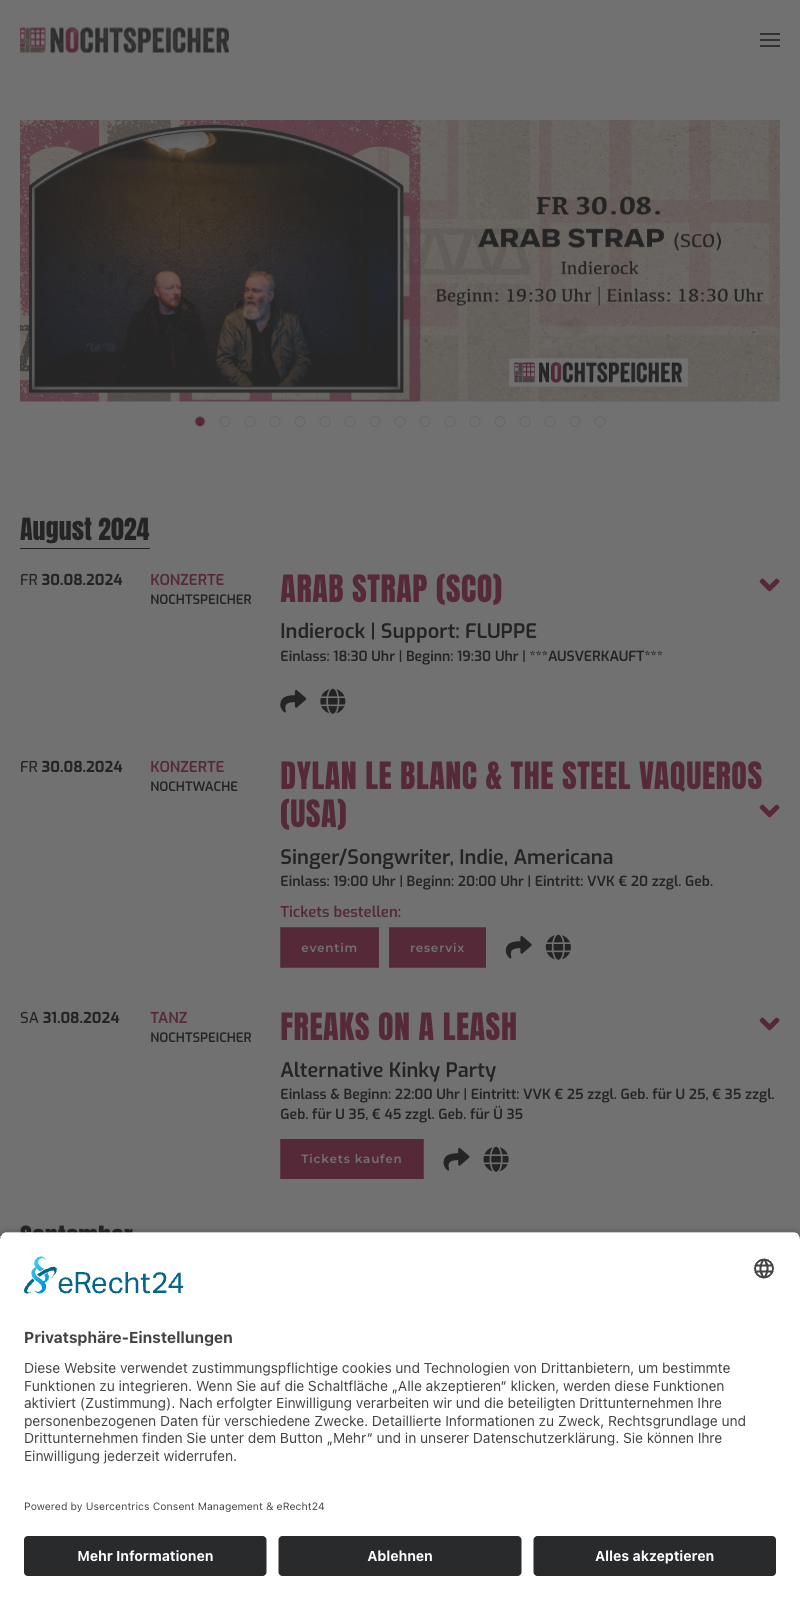 NOCHTSPEICHER
FR 30.08.
ARAB STRAP (SCO)
Indierock
Beginn: 19:30 Uhr | Einlass: 18:30 Uhr
NOCHTSPEICHER
August 2024
FR 30.08.2024
KONZERTE
NOCHTSPEICHER
ARAB STRAP (SCO)
Indierock | Support: FLUPPE
Einlass: 18:30 Uhr | Beginn: 19:30 Uhr | ***AUSVERKAUFT***
FR 30.08.2024
KONZERTE
NOCHTWACHE
DYLAN LE BLANC & THE STEEL VAQUEROS
(USA)
Singer/Songwriter, Indie, Americana
Einlass: 19:00 Uhr | Beginn: 20:00 Uhr | Eintritt: VVK € 20 zzgl. Geb.
Tickets bestellen:
eventim
reservix
SA 31.08.2024
TANZ
NOCHTSPEICHER
FREAKS ON A LEASH
Alternative Kinky Party
Einlass & Beginn: 22:00 Uhr | Eintritt: VVK € 25 zzgl. Geb. für U 25, € 35 zzgl.
Geb. für U 35, € 45 zzgl. Geb. für Ü 35
Tickets kaufen
September
eRecht24
Privatsphäre-Einstellungen
Diese Website verwendet zustimmungspflichtige cookies und Technologien von Drittanbietern, um bestimmte
Funktionen zu integrieren. Wenn Sie auf die Schaltfläche „Alle akzeptieren“ klicken, werden diese Funktionen
aktiviert (Zustimmung). Nach erfolgter Einwilligung verarbeiten wir und die beteiligten Drittunternehmen Ihre
personenbezogenen Daten für verschiedene Zwecke. Detaillierte Informationen zu Zweck, Rechtsgrundlage und
Drittunternehmen finden Sie unter dem Button „Mehr“ und in unserer Datenschutzerklärung. Sie können Ihre
Einwilligung jederzeit widerrufen.
Powered by Usercentrics Consent Management & eRecht24
Mehr Informationen
Ablehnen
Alles akzeptieren